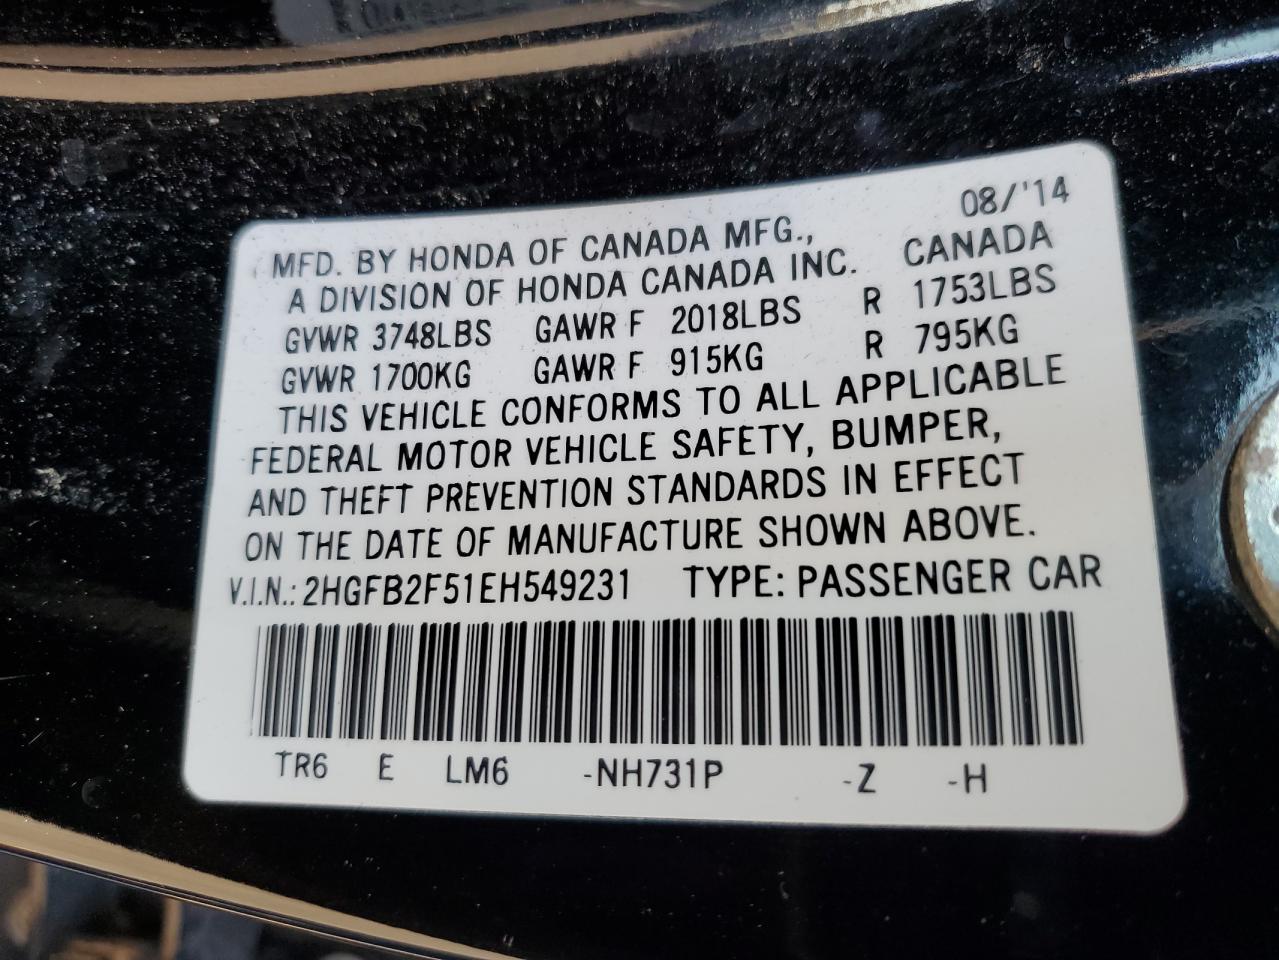 08/'14
MFD. BY HONDA OF CANADA MFG.,
A DIVISION OF HONDA CANADA INC. CANADA
GVWR 3748LBS GAWR F 2018LBS R 1753LBS
GVWR 1700KG GAWR F 915KG R 795KG
THIS VEHICLE CONFORMS TO ALL APPLICABLE
FEDERAL MOTOR VEHICLE SAFETY, BUMPER,
AND THEFT PREVENTION STANDARDS IN EFFECT
ON THE DATE OF MANUFACTURE SHOWN ABOVE.
V.I.N.: 2HGFB2F51EH549231 TYPE: PASSENGER CAR
TR6 E LM6 -NH731P -Z -H